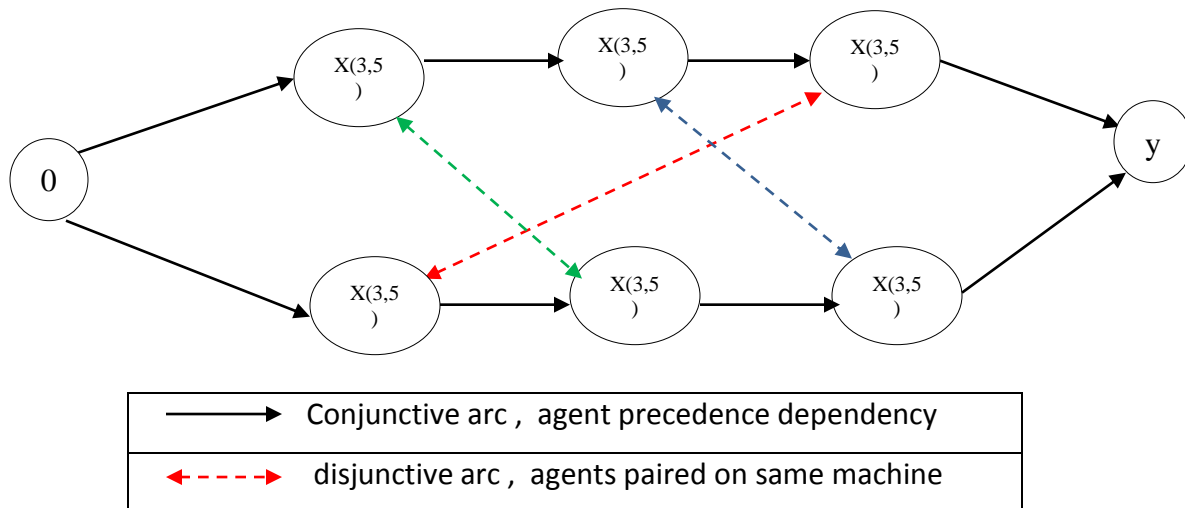 X(3,5
)
X(3,5
)
X(3,5
)
0
y
X(3,5
)
X(3,5
)
X(3,5
)
Conjunctive arc , agent precedence dependency
disjunctive arc , agents paired on same machine